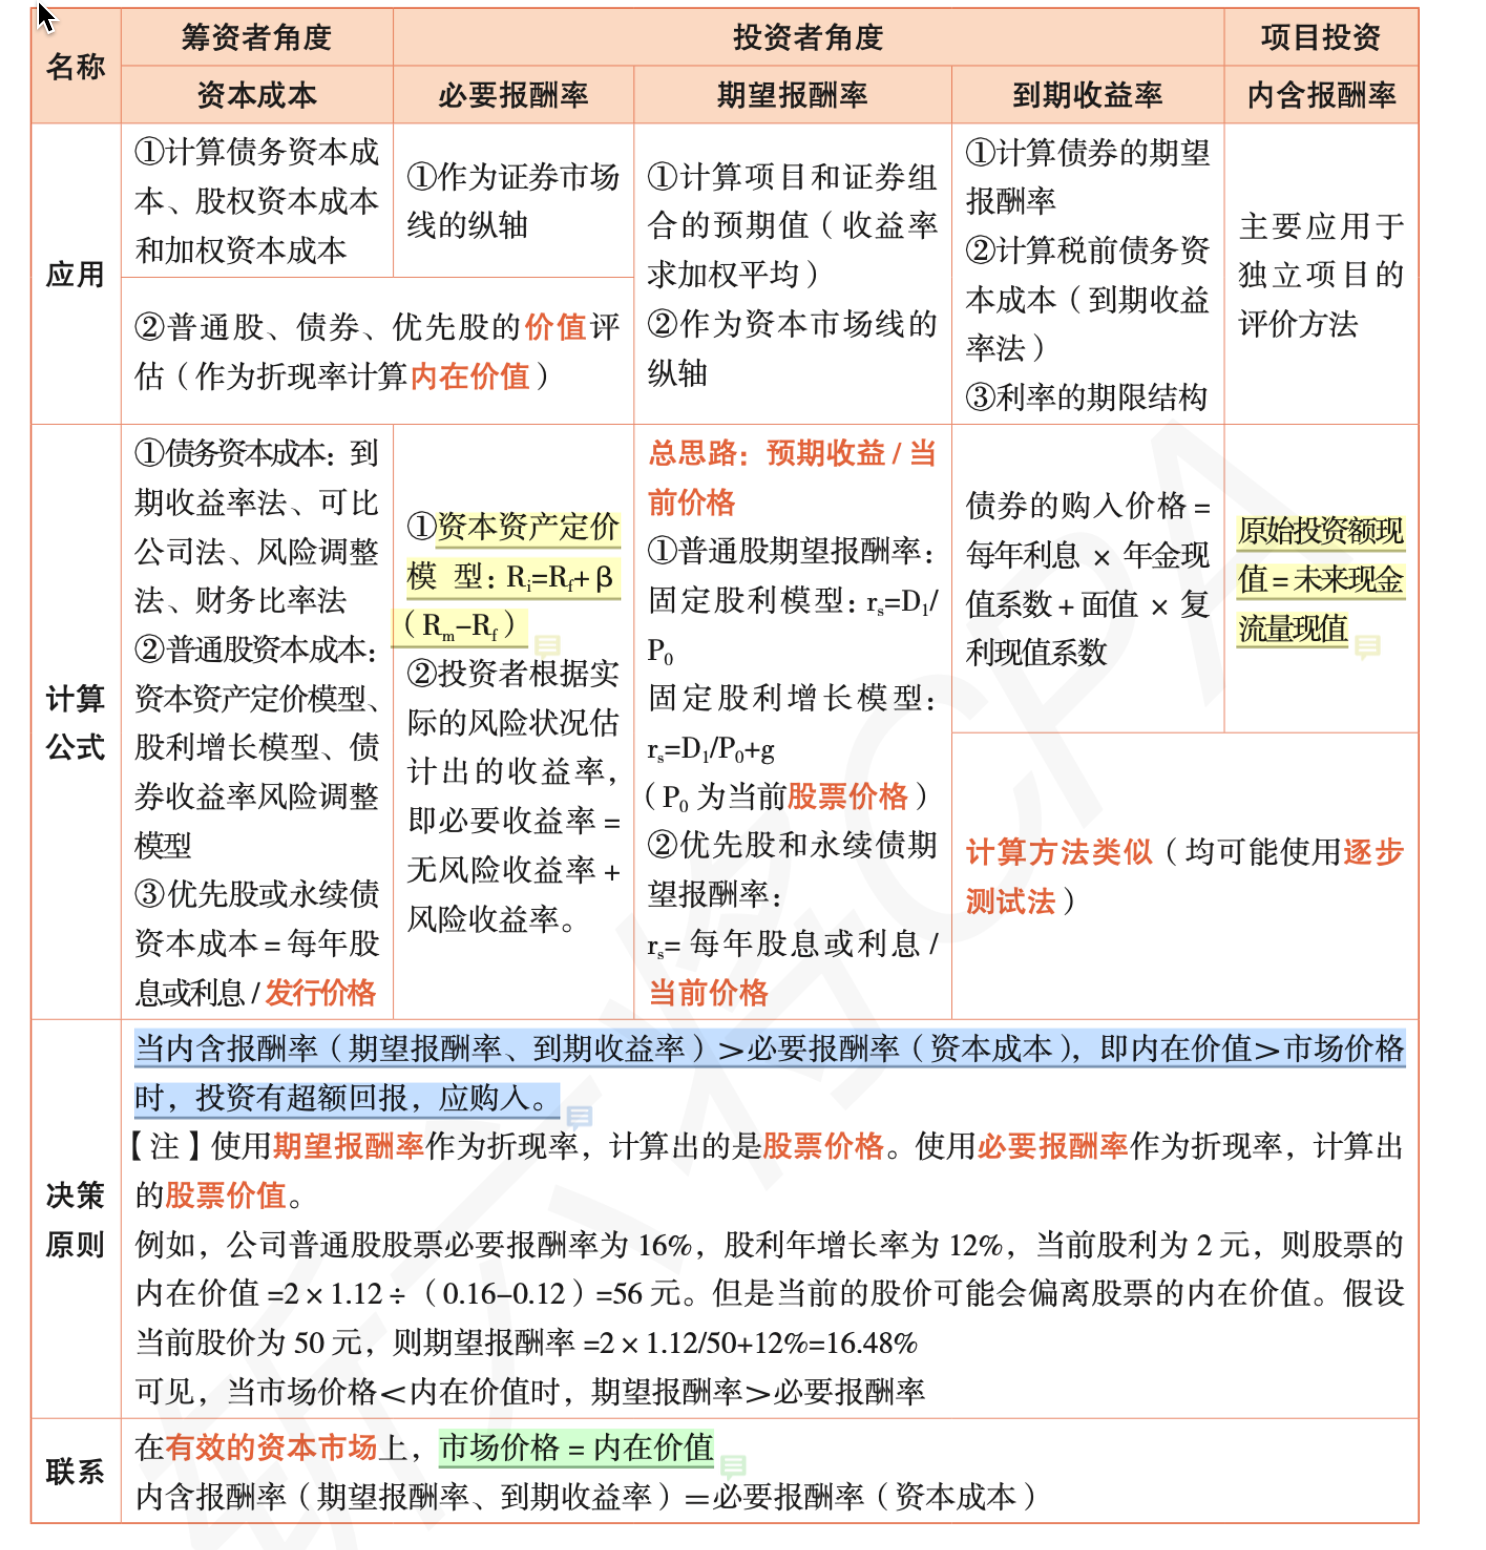 名称
筹资者角度
投资者角度
项目投资
资本成本
必要报酬率
期望报酬率
到期收益率
内含报酬率
应用
①计算债务资本成
本、股权资本成本
和加权资本成本
①作为证券市场
线的纵轴
②普通股、债券、优先股的价值评
估（作为折现率计算内在价值）
①计算项目和证券组
合的预期值（收益率
求加权平均）
②作为资本市场线的
纵轴
①计算债券的期望
报酬率
②计算税前债务资
本成本（到期收益
率法）
③利率的期限结构
主要应用于
独立项目的
评价方法
计算
公式
①债务资本成本：到
期收益率法、可比
公司法、风险调整
法、财务比率法
②普通股资本成本：
资本资产定价模型、
股利增长模型、债
券收益率风险调整
模型
③优先股或永续债
资本成本=每年股
息或利息/发行价格
①资本资产定价
模 型：Ri=Rf+β
（Rm−Rf）
②投资者根据实
际的风险状况估
计出的收益率，
即必要收益率=
无风险收益率+
风险收益率。
总思路：预期收益/当
前价格
①普通股期望报酬率：
固定股利模型：rs=D1/
P0
固定股利增长模型：
rs=D1/P0+g
（P0 为当前股票价格）
②优先股和永续债期
望报酬率：
rs= 每年股息或利息/
当前价格
债券的购入价格=
每年利息 × 年金现
值系数+面值 × 复
利现值系数
原始投资额现
值=未来现金
流量现值
计算方法类似（均可能使用逐步
测试法）
决策
原则
当内含报酬率（期望报酬率、到期收益率）＞必要报酬率（资本成本），即内在价值＞市场价格
时，投资有超额回报，应购入。
【注】使用期望报酬率作为折现率，计算出的是股票价格。使用必要报酬率作为折现率，计算出
的是股票价值。
例如，公司普通股股票必要报酬率为 16%，股利年增长率为 12%，当前股利为 2 元，则股票的
内在价值 =2×1.12÷（0.16−0.12）=56 元。但是当前的股价可能会偏离股票的内在价值。假设
当前股价为 50 元，则期望报酬率 =2×1.12/50+12%=16.48%
可见，当市场价格＜内在价值时，期望报酬率＞必要报酬率
联系
在有效的资本市场上，市场价格 = 内在价值
内含报酬率（期望报酬率、到期收益率）＝必要报酬率（资本成本）